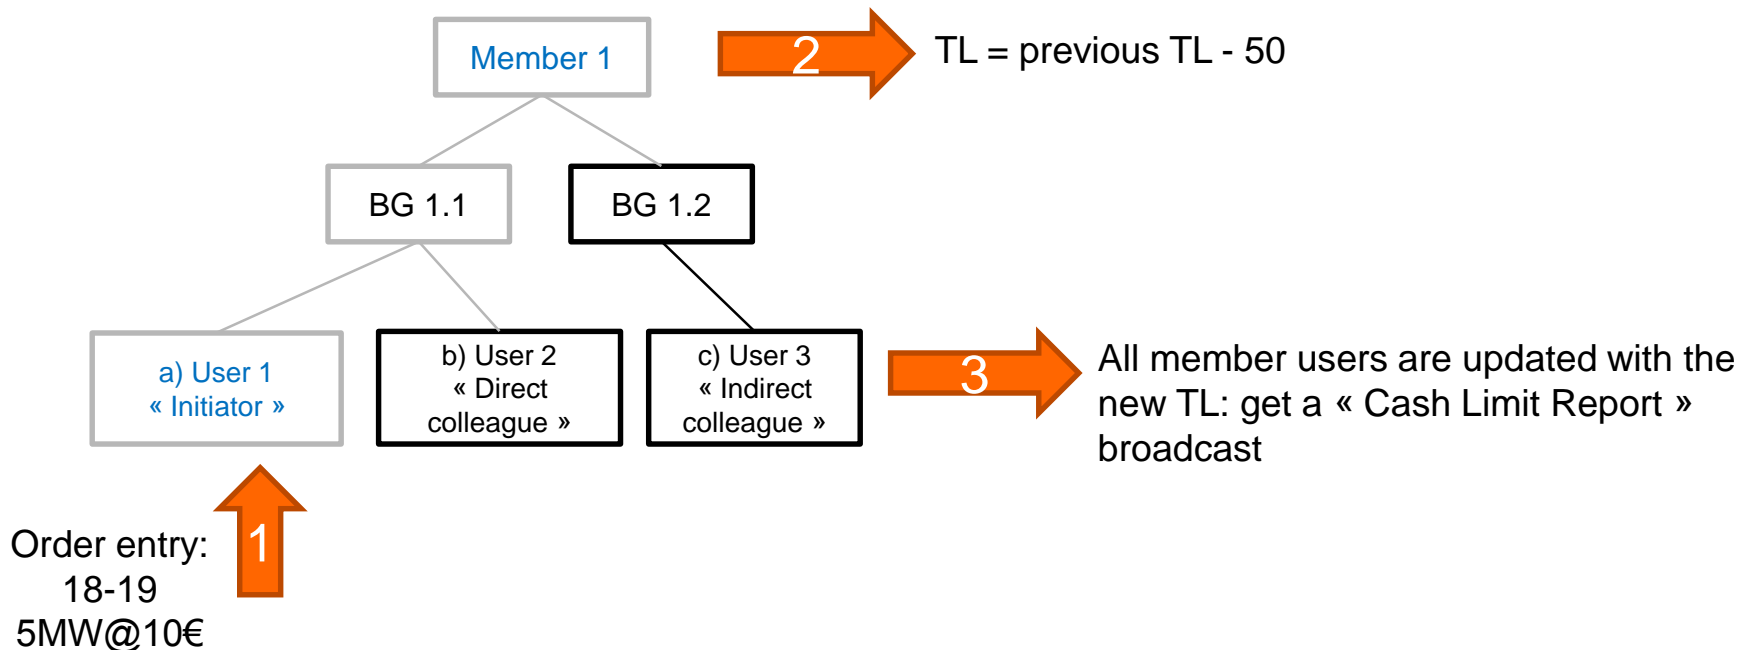 Member 1
2
TL = previous TL - 50
BG 1.1
BG 1.2
a) User 1
« Initiator »
b) User 2
« Direct
colleague »
c) User 3
« Indirect
colleague »
3
All member users are updated with the
new TL: get a « Cash Limit Report »
broadcast
1
Order entry:
18-19
5MW@10€